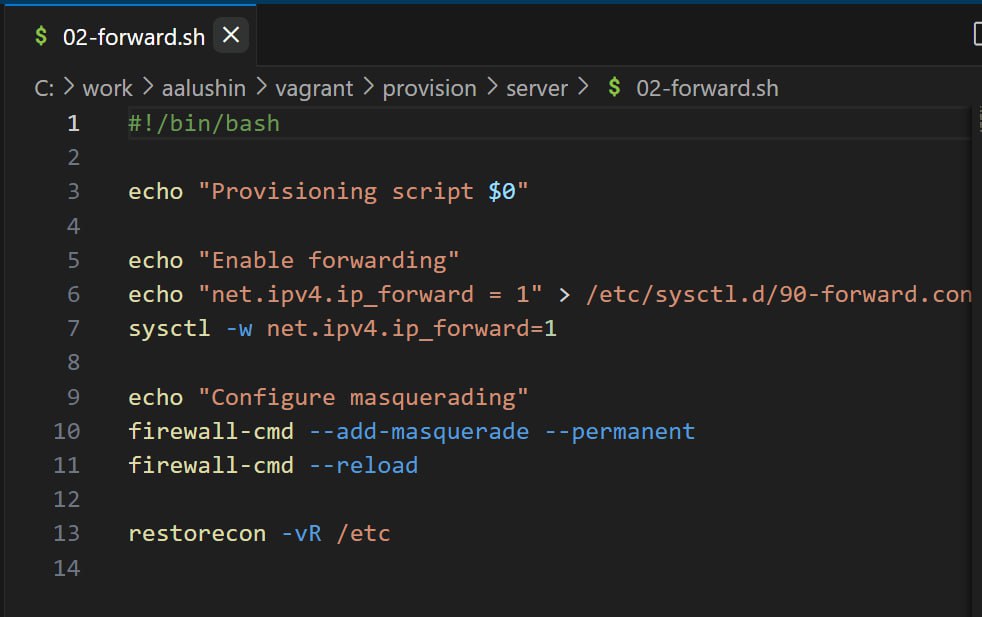 $ 02-forward.sh
C: > work > aalushin > vagrant > provision > server > $ 02-forward.sh
1 #!/bin/bash
2
3 echo "Provisioning script $0"
4
5 echo "Enable forwarding"
6 echo "net.ipv4.ip_forward = 1" > /etc/sysctl.d/90-forward.con
7 sysctl -w net.ipv4.ip_forward=1
8
9 echo "Configure masquerading"
10 firewall-cmd --add-masquerade --permanent
11 firewall-cmd --reload
12
13 restorecon -vR /etc
14